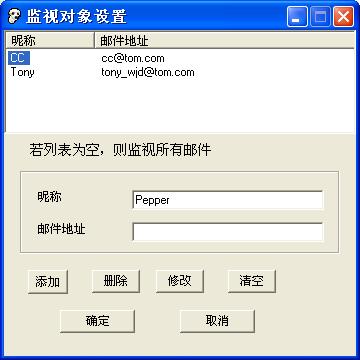 监视对象设置
昵称 邮件地址
CC cc@tom.com
Tony tony_wjd@tom.com
若列表为空，则监视所有邮件
昵称 Pepper
邮件地址
添加 删除 修改 清空
确定 取消